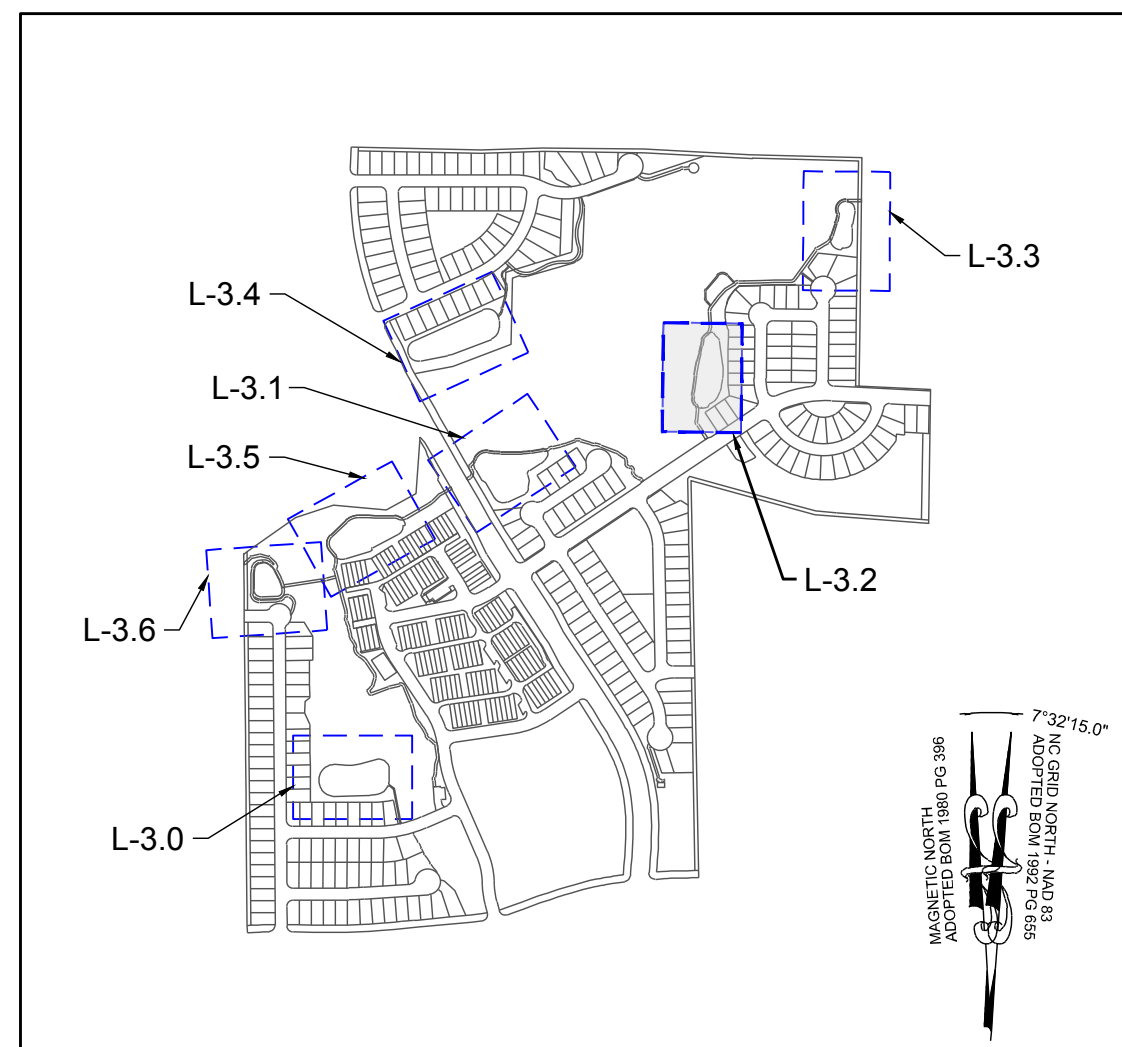 L-3.3
L-3.4
L-3.1
L-3.5
L-3.2
L-3.6
L-3.0
7°32'15.0"
NC GRID NORTH - NAD 83
ADOPTED BOM 1992 PG 655
MAGNETIC NORTH
ADOPTED BOM 1980 PG 396